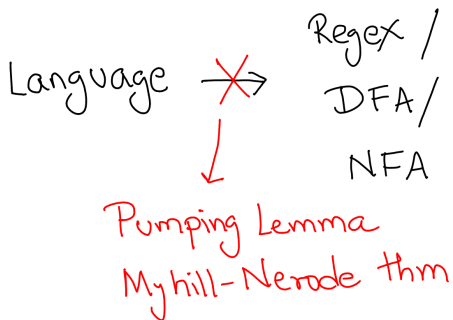 Regex /
Language DFA/
NFA
Pumping Lemma
Myhill-Nerode thm